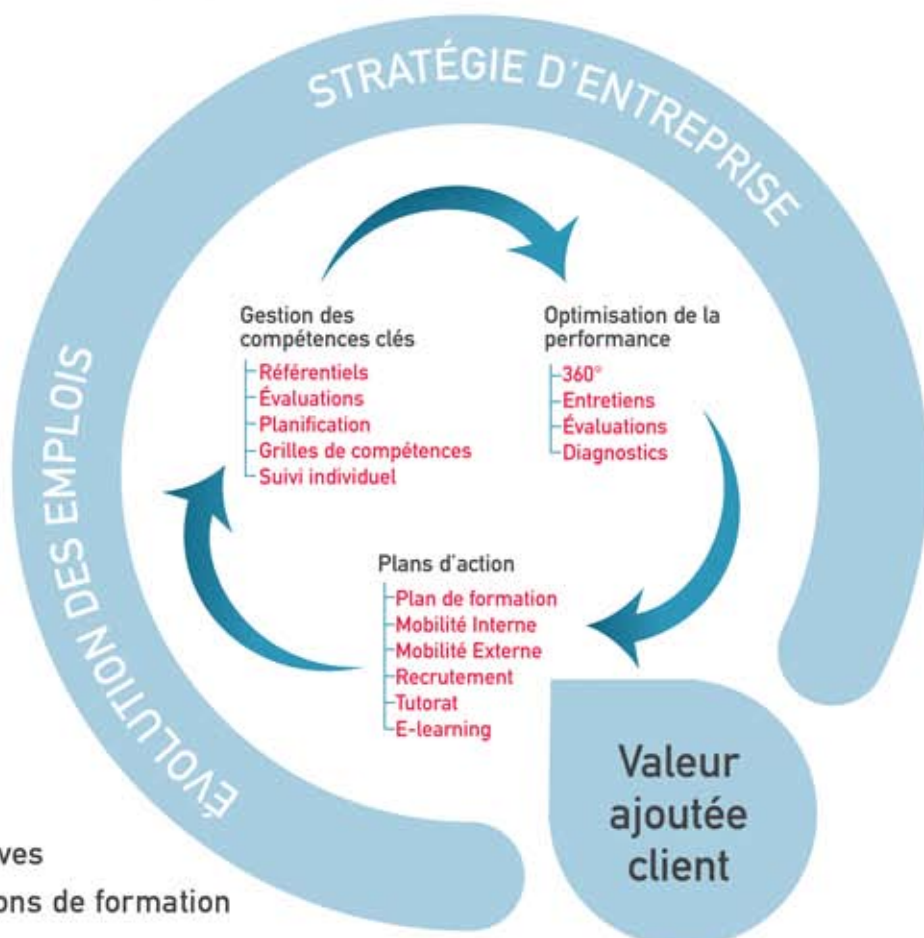 STRATÉGIE D'ENTREPRISE
ÉVOLUTION DES EMPLOIS
Gestion des
compétences clés
Référentiels
Évaluations
Planification
Grilles de compétences
Suivi individuel
Optimisation de la
performance
360°
Entretiens
Évaluations
Diagnostics
Plans d'action
Plan de formation
Mobilité Interne
Mobilité Externe
Recrutement
Tutorat
E-learning
Valeur
ajoutée
client
de formation